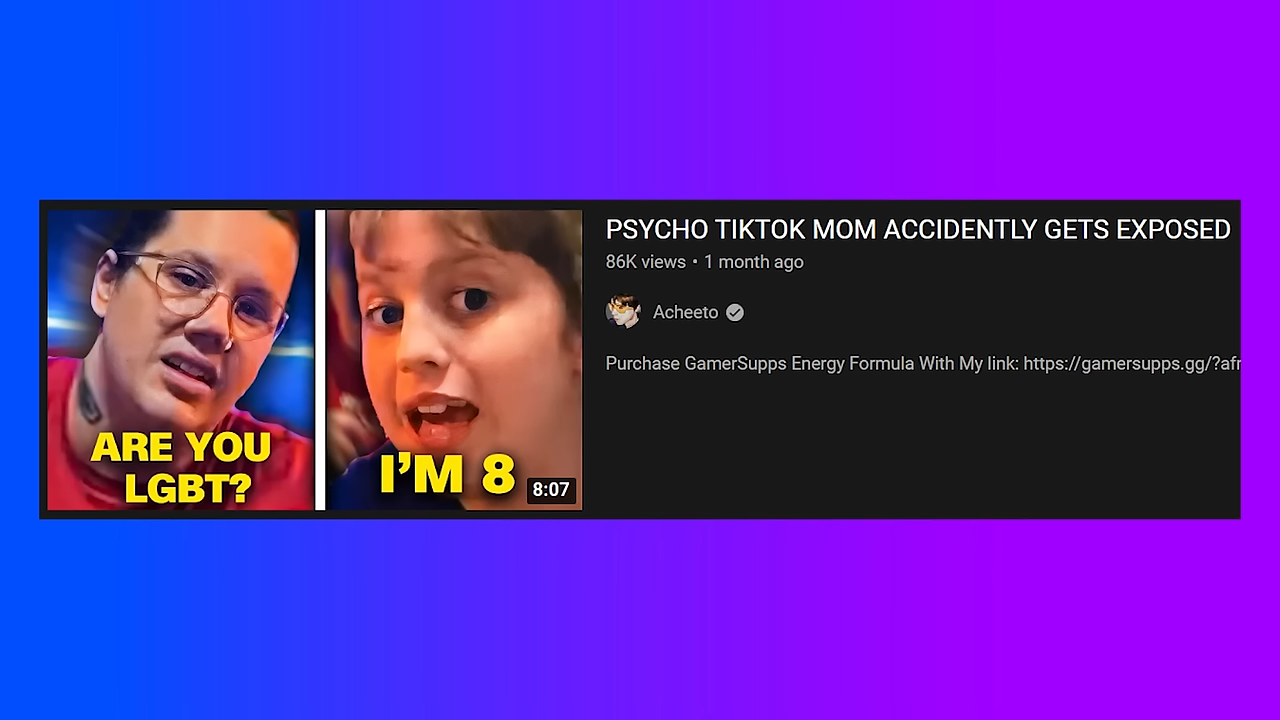 ARE YOU
LGBT?
I'M 8
8:07
PSYCHO TIKTOK MOM ACCIDENTLY GETS EXPOSED
86K views • 1 month ago
Acheeto
Purchase GamerSupps Energy Formula With My link: https://gamersupps.gg/?afr